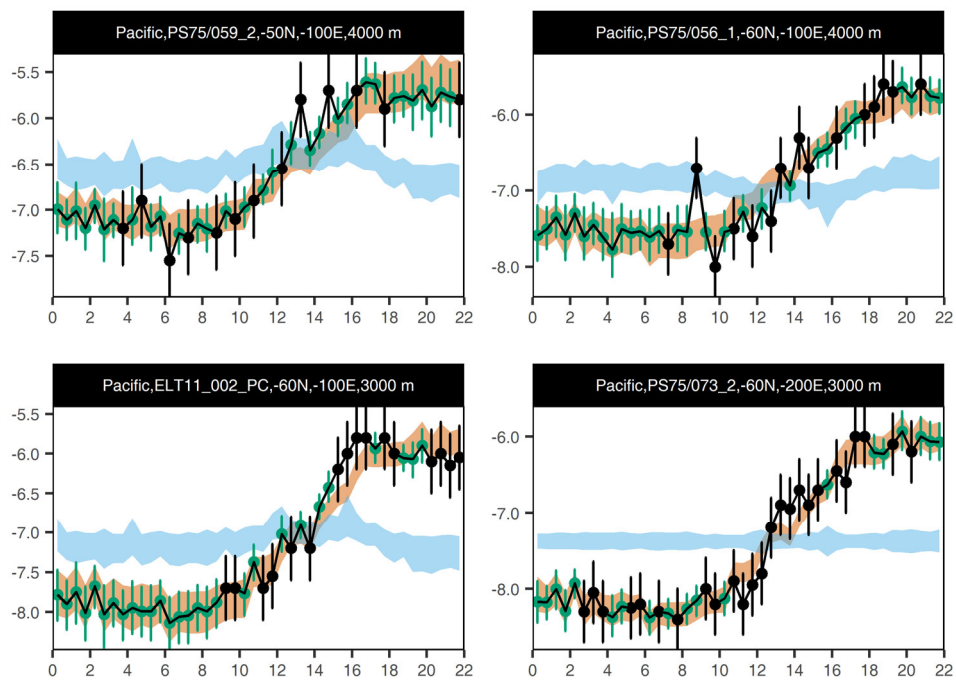 Pacific,PS75/059_2,-50N,-100E,4000 m
-5.5
-6.0
-6.5
-7.0
-7.5
0 2 4 6 8 10 12 14 16 18 20 22
Pacific,PS75/056_1,-60N,-100E,4000 m
-6.0
-7.0
-8.0
0 2 4 6 8 10 12 14 16 18 20 22
Pacific,ELT11_002_PC,-60N,-100E,3000 m
-5.5
-6.0
-6.5
-7.0
-7.5
-8.0
0 2 4 6 8 10 12 14 16 18 20 22
Pacific,PS75/073_2,-60N,-200E,3000 m
-6.0
-7.0
-8.0
0 2 4 6 8 10 12 14 16 18 20 22